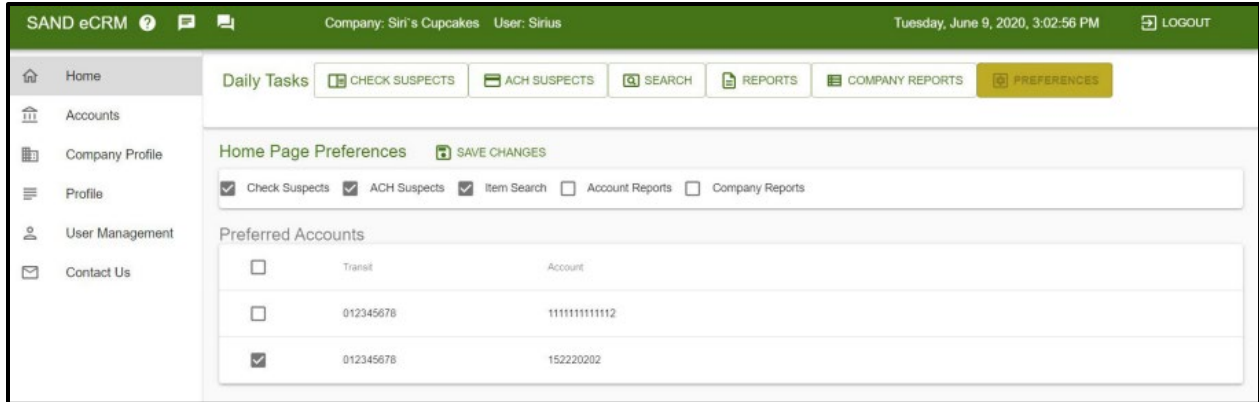 SAND eCRM ? Company: Siri`s Cupcakes User: Sirius Tuesday, June 9, 2020, 3:02:56 PM LOGOUT
Home
Accounts
Company Profile
Profile
User Management
Contact Us
Daily Tasks CHECK SUSPECTS ACH SUSPECTS SEARCH REPORTS COMPANY REPORTS PREFERENCES
Home Page Preferences SAVE CHANGES
Check Suspects ACH Suspects Item Search Account Reports Company Reports
Preferred Accounts
Transit Account
012345678 1111111111112
012345678 152220202